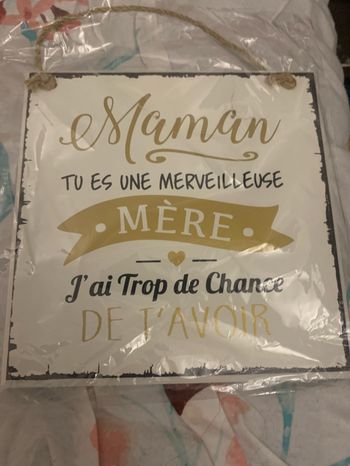 Maman
TU ES UNE MERVEILLEUSE
• MÈRE •
J'ai Trop de Chance
DE T'AVOIR